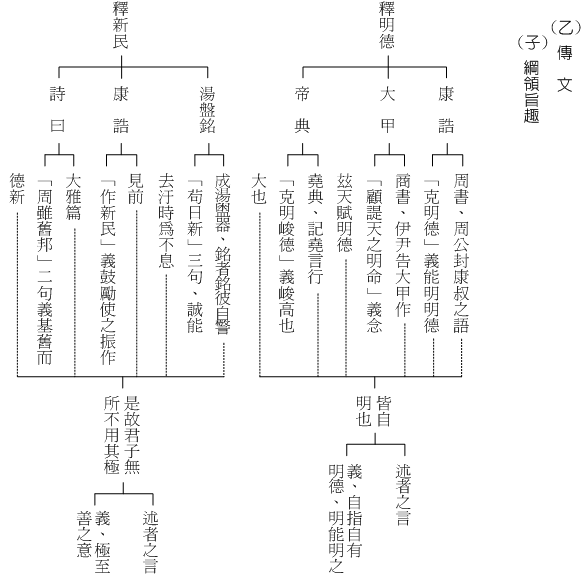 （乙）傳文
（子）綱領旨趣
釋明德
康誥
周書、周公封康叔之語
「克明德」義能明明德
大甲
商書、伊尹告大甲作
「顧諟天之明命」義念
玆天賦明德
帝典
堯典、記堯言行
「克明峻德」義峻高也
大也
皆自
明也
述者之言
義、自指自有
明德、明能明之
釋新民
湯盤銘
成湯浴器、銘者銘彼自警
「苟日新」三句、誠能
去汙時為不息
康誥
見前
「作新民」義鼓勵使之振作
詩曰
大雅篇
「周雖舊邦」二句義基舊而
德新
是故君子無
所不用其極
述者之言
義、極至
善之意